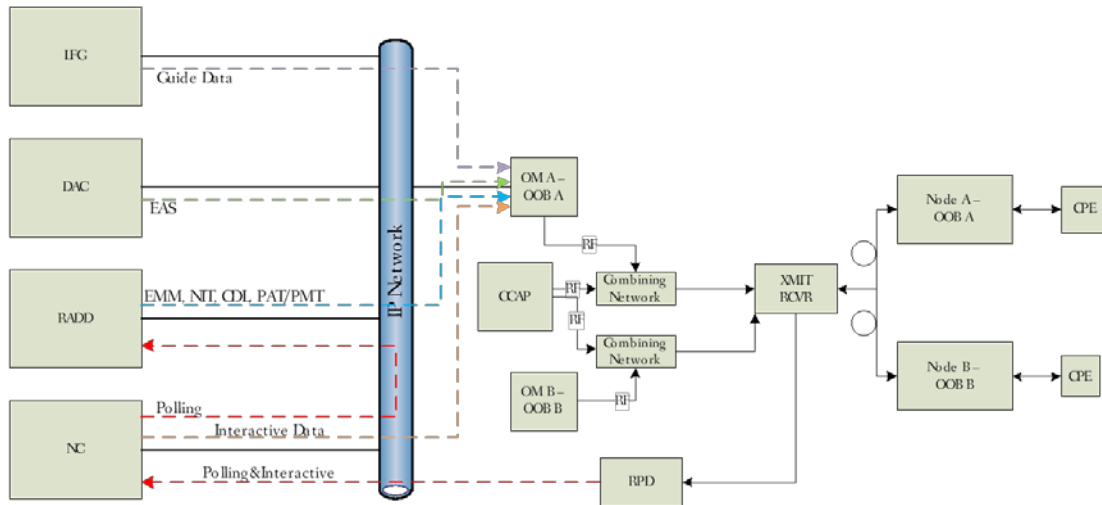 LFG
Guide Data
DAC
EAS
RADD
EMM, NIT, CDL, PAT/PMT
NC
Polling
Interactive Data
Polling&Interactive
IP Network
OM A –
OOB A
RF
CCAP
RF
RF
Combining
Network
Combining
Network
OM B –
OOB B
RF
XMIT
RCVR
RPD
Node A –
OOB A
CPE
Node B –
OOB B
CPE